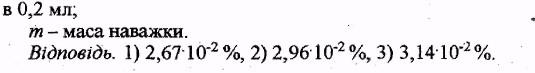 в 0,2 мл;
m – маса наважки.
Відповідь. 1) 2,67·10⁻² %, 2) 2,96·10⁻² %, 3) 3,14·10⁻² %.